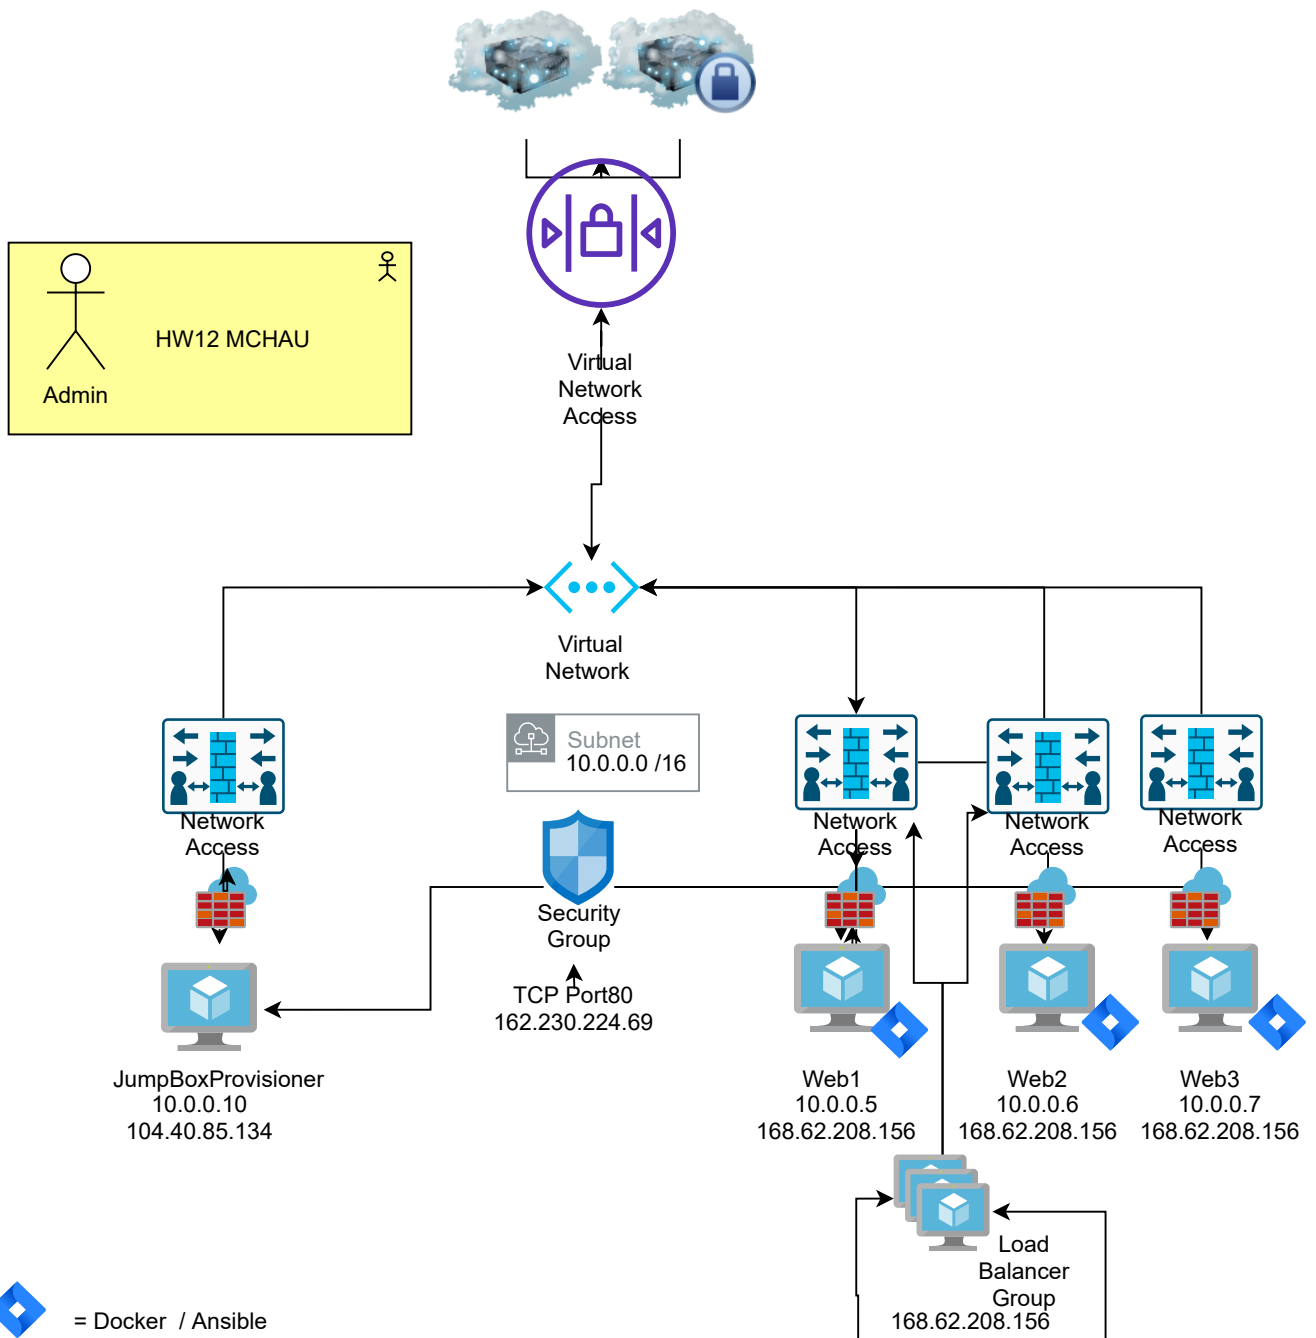 HW12 MCHAU
Admin
Virtual
Network
Access
Virtual
Network
Subnet
10.0.0.0 /16
Network
Access
Network
Access
Network
Access
Network
Access
Security
Group
TCP Port80
162.230.224.69
JumpBoxProvisioner
10.0.0.10
104.40.85.134
Web1
10.0.0.5
168.62.208.156
Web2
10.0.0.6
168.62.208.156
Web3
10.0.0.7
168.62.208.156
Load
Balancer
Group
168.62.208.156
= Docker / Ansible